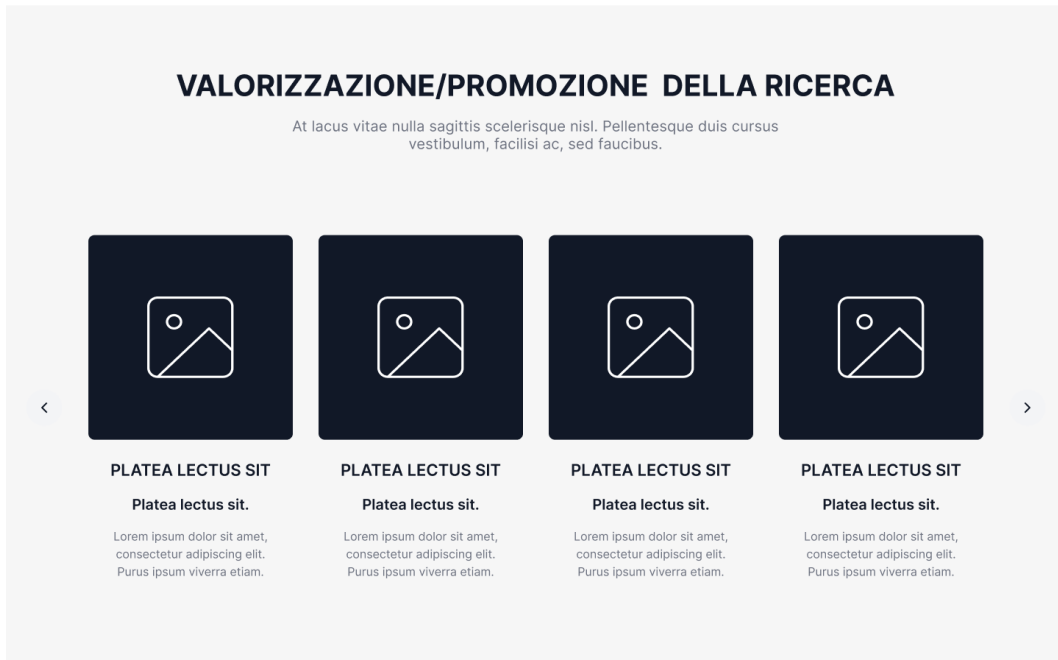 VALORIZZAZIONE/PROMOZIONE  DELLA RICERCA
At lacus vitae nulla sagittis scelerisque nisl. Pellentesque duis cursus
vestibulum, facilisi ac, sed faucibus.
PLATEA LECTUS SIT
Platea lectus sit.
Lorem ipsum dolor sit amet,
consectetur adipiscing elit.
Purus ipsum viverra etiam.
PLATEA LECTUS SIT
Platea lectus sit.
Lorem ipsum dolor sit amet,
consectetur adipiscing elit.
Purus ipsum viverra etiam.
PLATEA LECTUS SIT
Platea lectus sit.
Lorem ipsum dolor sit amet,
consectetur adipiscing elit.
Purus ipsum viverra etiam.
PLATEA LECTUS SIT
Platea lectus sit.
Lorem ipsum dolor sit amet,
consectetur adipiscing elit.
Purus ipsum viverra etiam.